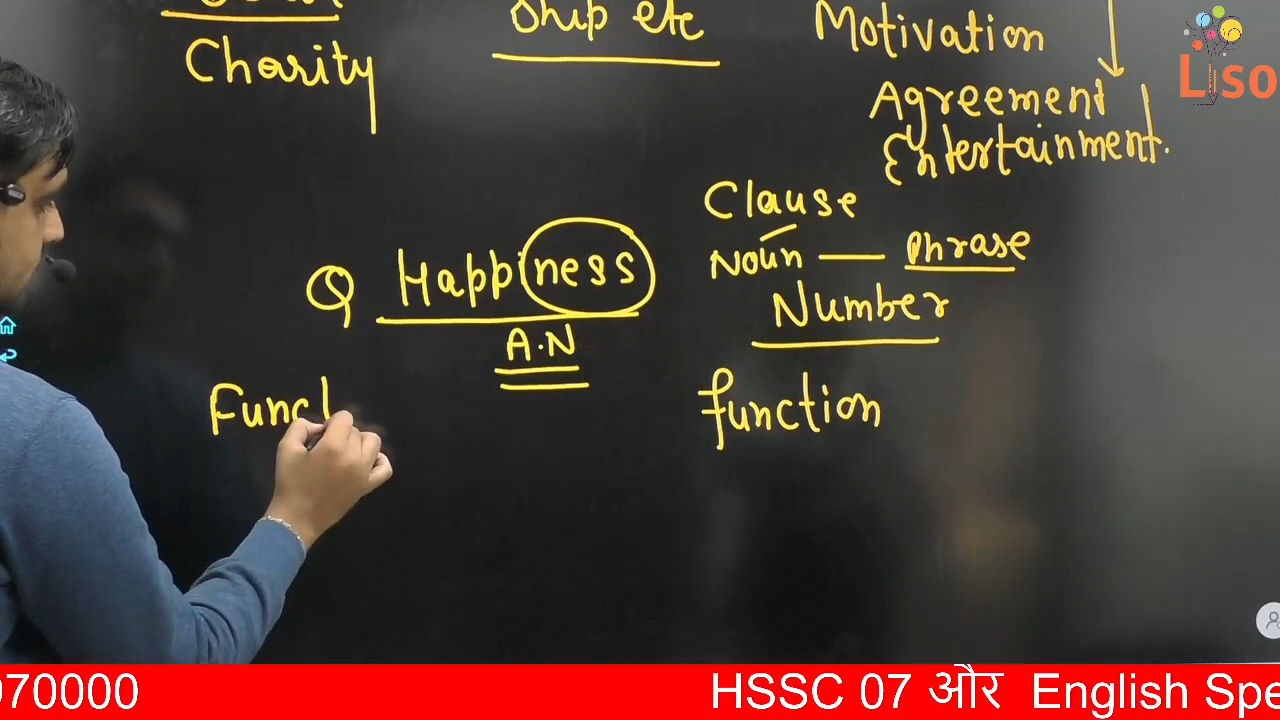 Ship etc
Motivation
Charity
Agreement
Entertainment.
Clause
Noun — Phrase
Q Happiness
Number
A.N
Funct
function
Liso
970000 HSSC 07 और English Spe